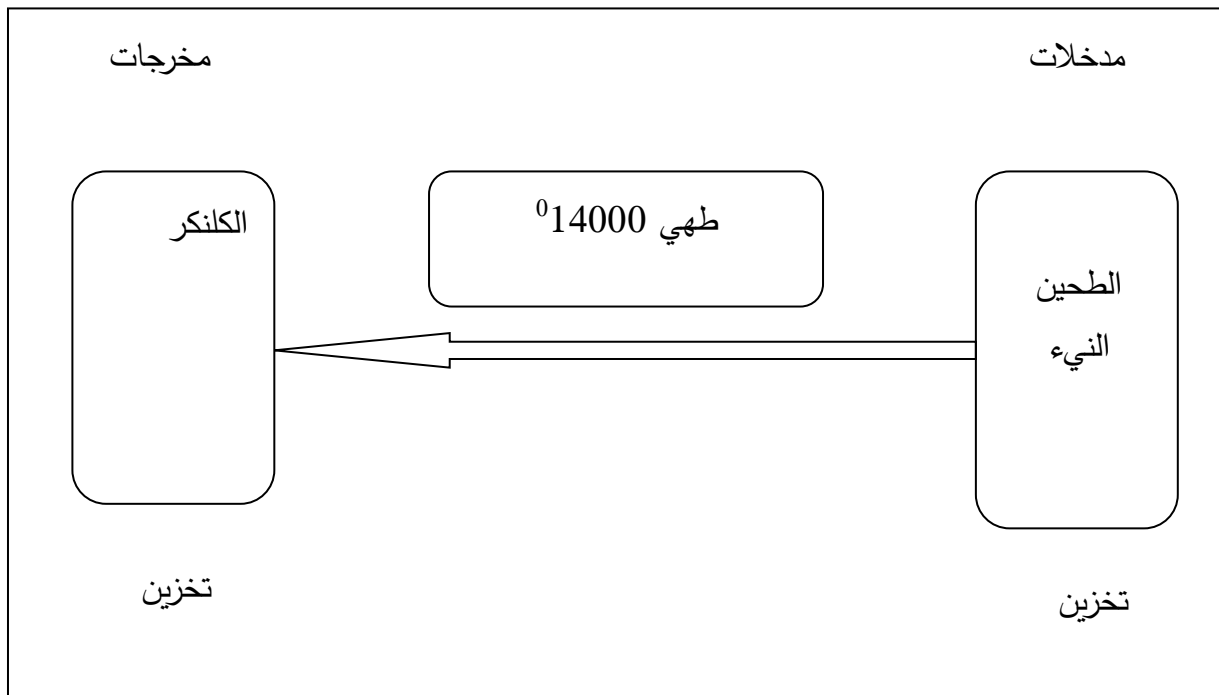 مدخلات
مخرجات
الطحين
النيء
طهي 14000⁰
الكلنكر
تخزين
تخزين